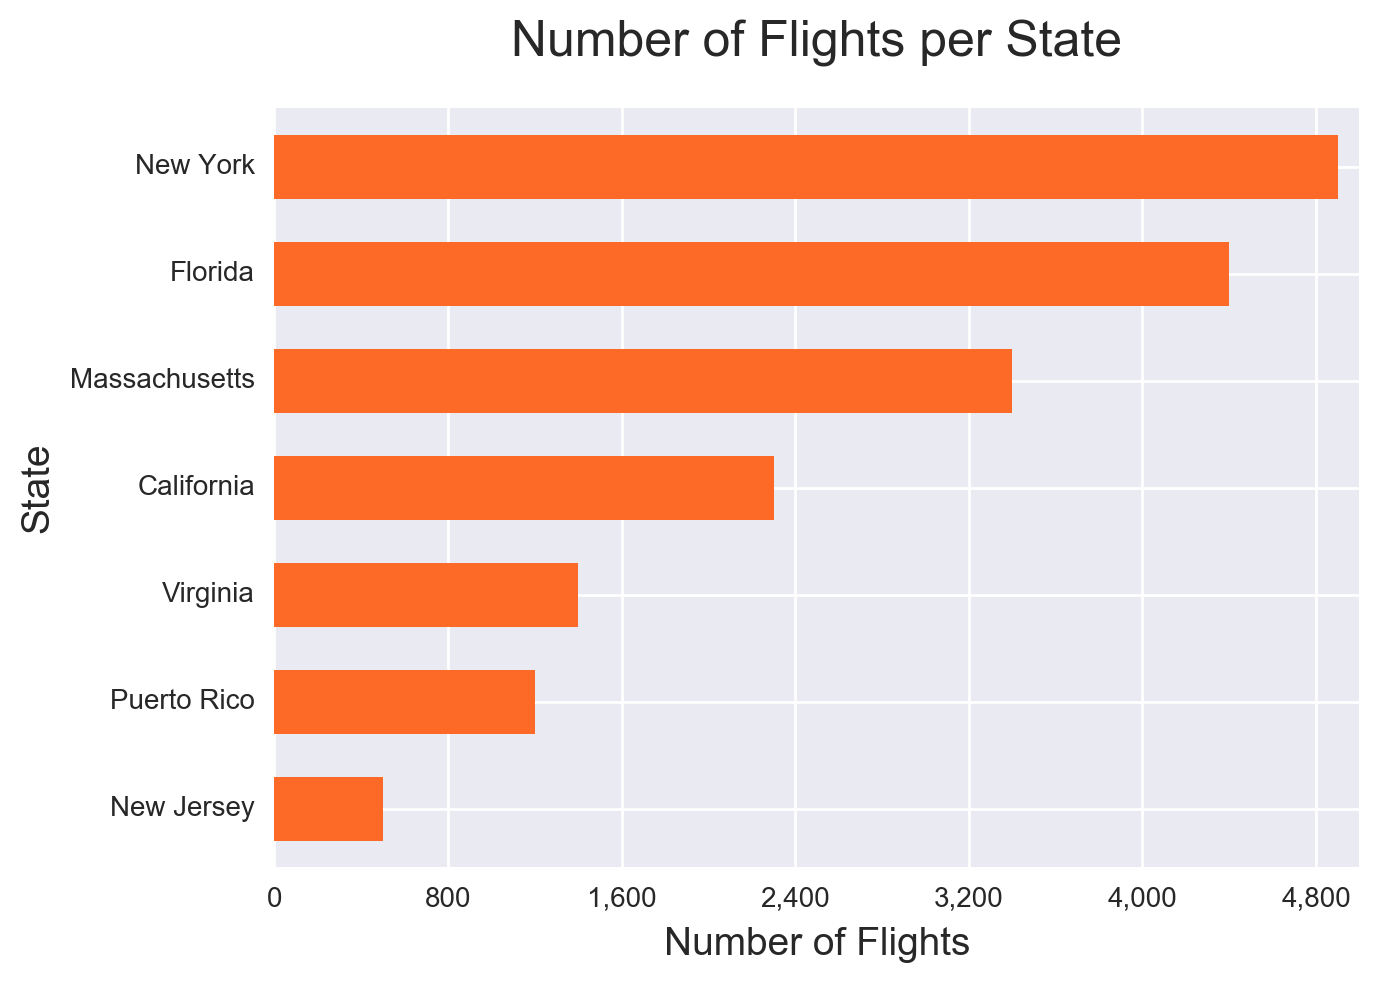 Number of Flights per State
New York
Florida
Massachusetts
California
Virginia
Puerto Rico
New Jersey
State
0 800 1,600 2,400 3,200 4,000 4,800
Number of Flights